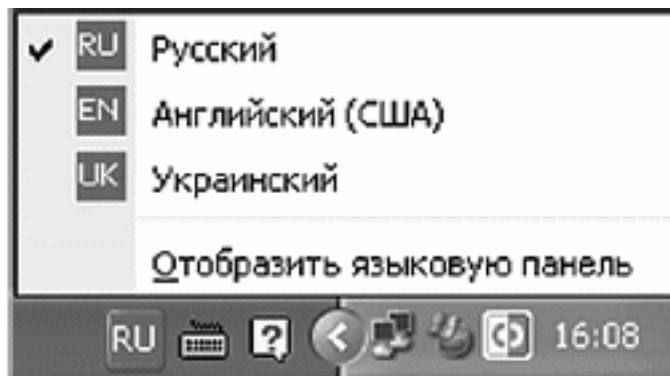 RU Русский
EN Английский (США)
UK Украинский
Отобразить языковую панель
RU ? 16:08